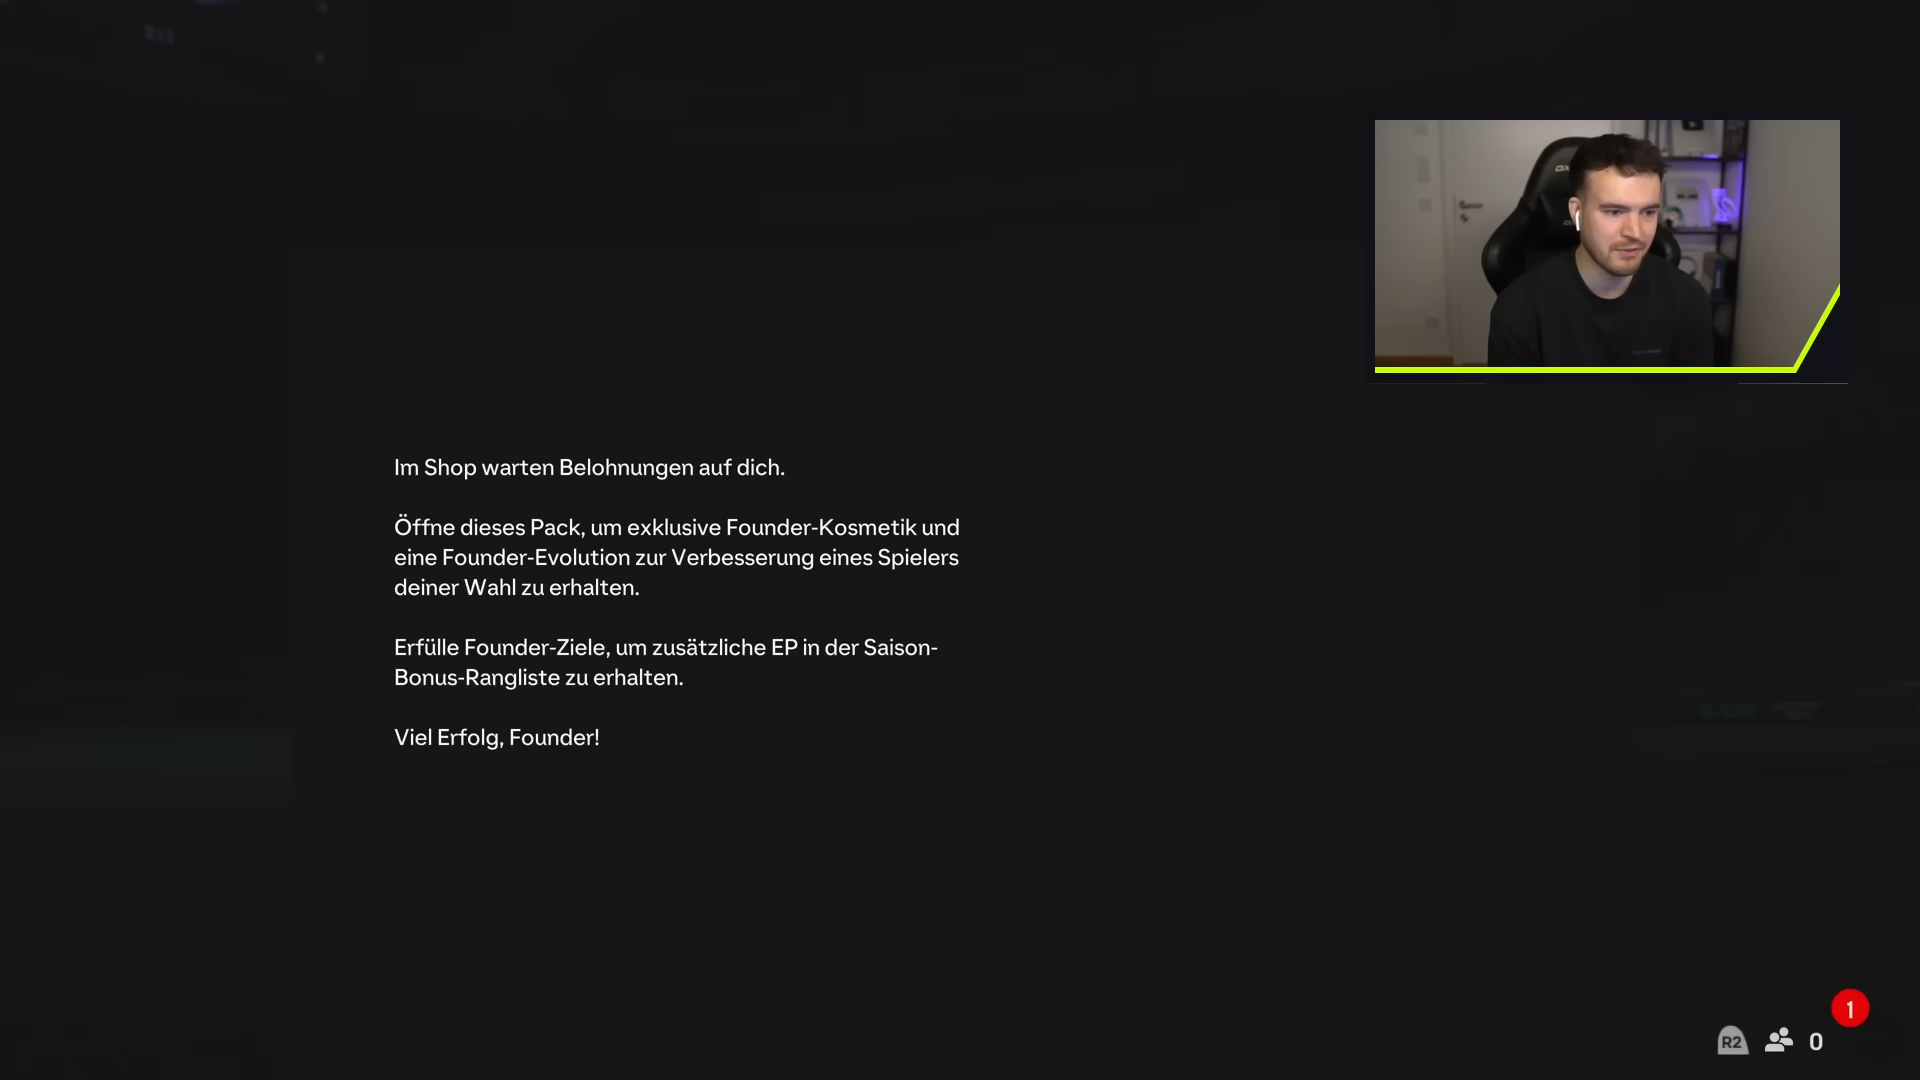 Im Shop warten Belohnungen auf dich.
Öffne dieses Pack, um exklusive Founder-Kosmetik und
eine Founder-Evolution zur Verbesserung eines Spielers
deiner Wahl zu erhalten.
Erfülle Founder-Ziele, um zusätzliche EP in der Saison-
Bonus-Rangliste zu erhalten.
Viel Erfolg, Founder!
1
R2 0